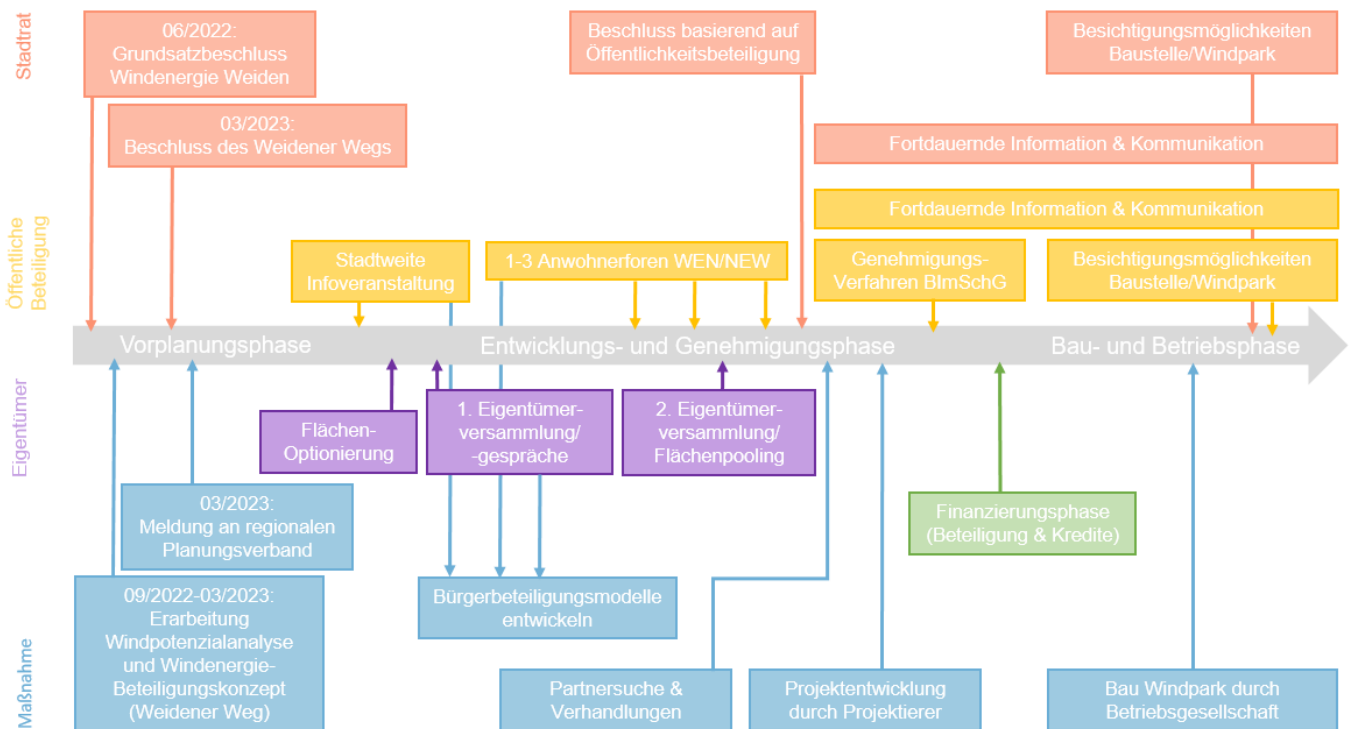 Stadtrat
06/2022:
Grundsatzbeschluss
Windenergie Weiden
03/2023:
Beschluss des Weidener Wegs
Beschluss basierend auf
Öffentlichkeitsbeteiligung
Besichtigungsmöglichkeiten
Baustelle/Windpark
Fortdauernde Information & Kommunikation
Öffentliche
Beteiligung
Fortdauernde Information & Kommunikation
Stadtweite
Infoveranstaltung
1-3 Anwohnerforen WEN/NEW
Genehmigungs-
Verfahren BImSchG
Besichtigungsmöglichkeiten
Baustelle/Windpark
Vorplanungsphase
Entwicklungs- und Genehmigungsphase
Bau- und Betriebsphase
Eigentümer
Flächen-
Optionierung
1. Eigentümer-
versammlung/
-gespräche
2. Eigentümer-
versammlung/
Flächenpooling
Finanzierungsphase
(Beteiligung & Kredite)
Maßnahme
03/2023:
Meldung an regionalen
Planungsverband
09/2022-03/2023:
Erarbeitung
Windpotenzialanalyse
und Windenergie-
Beteiligungskonzept
(Weidener Weg)
Bürgerbeteiligungsmodelle
entwickeln
Partnersuche &
Verhandlungen
Projektentwicklung
durch Projektierer
Bau Windpark durch
Betriebsgesellschaft